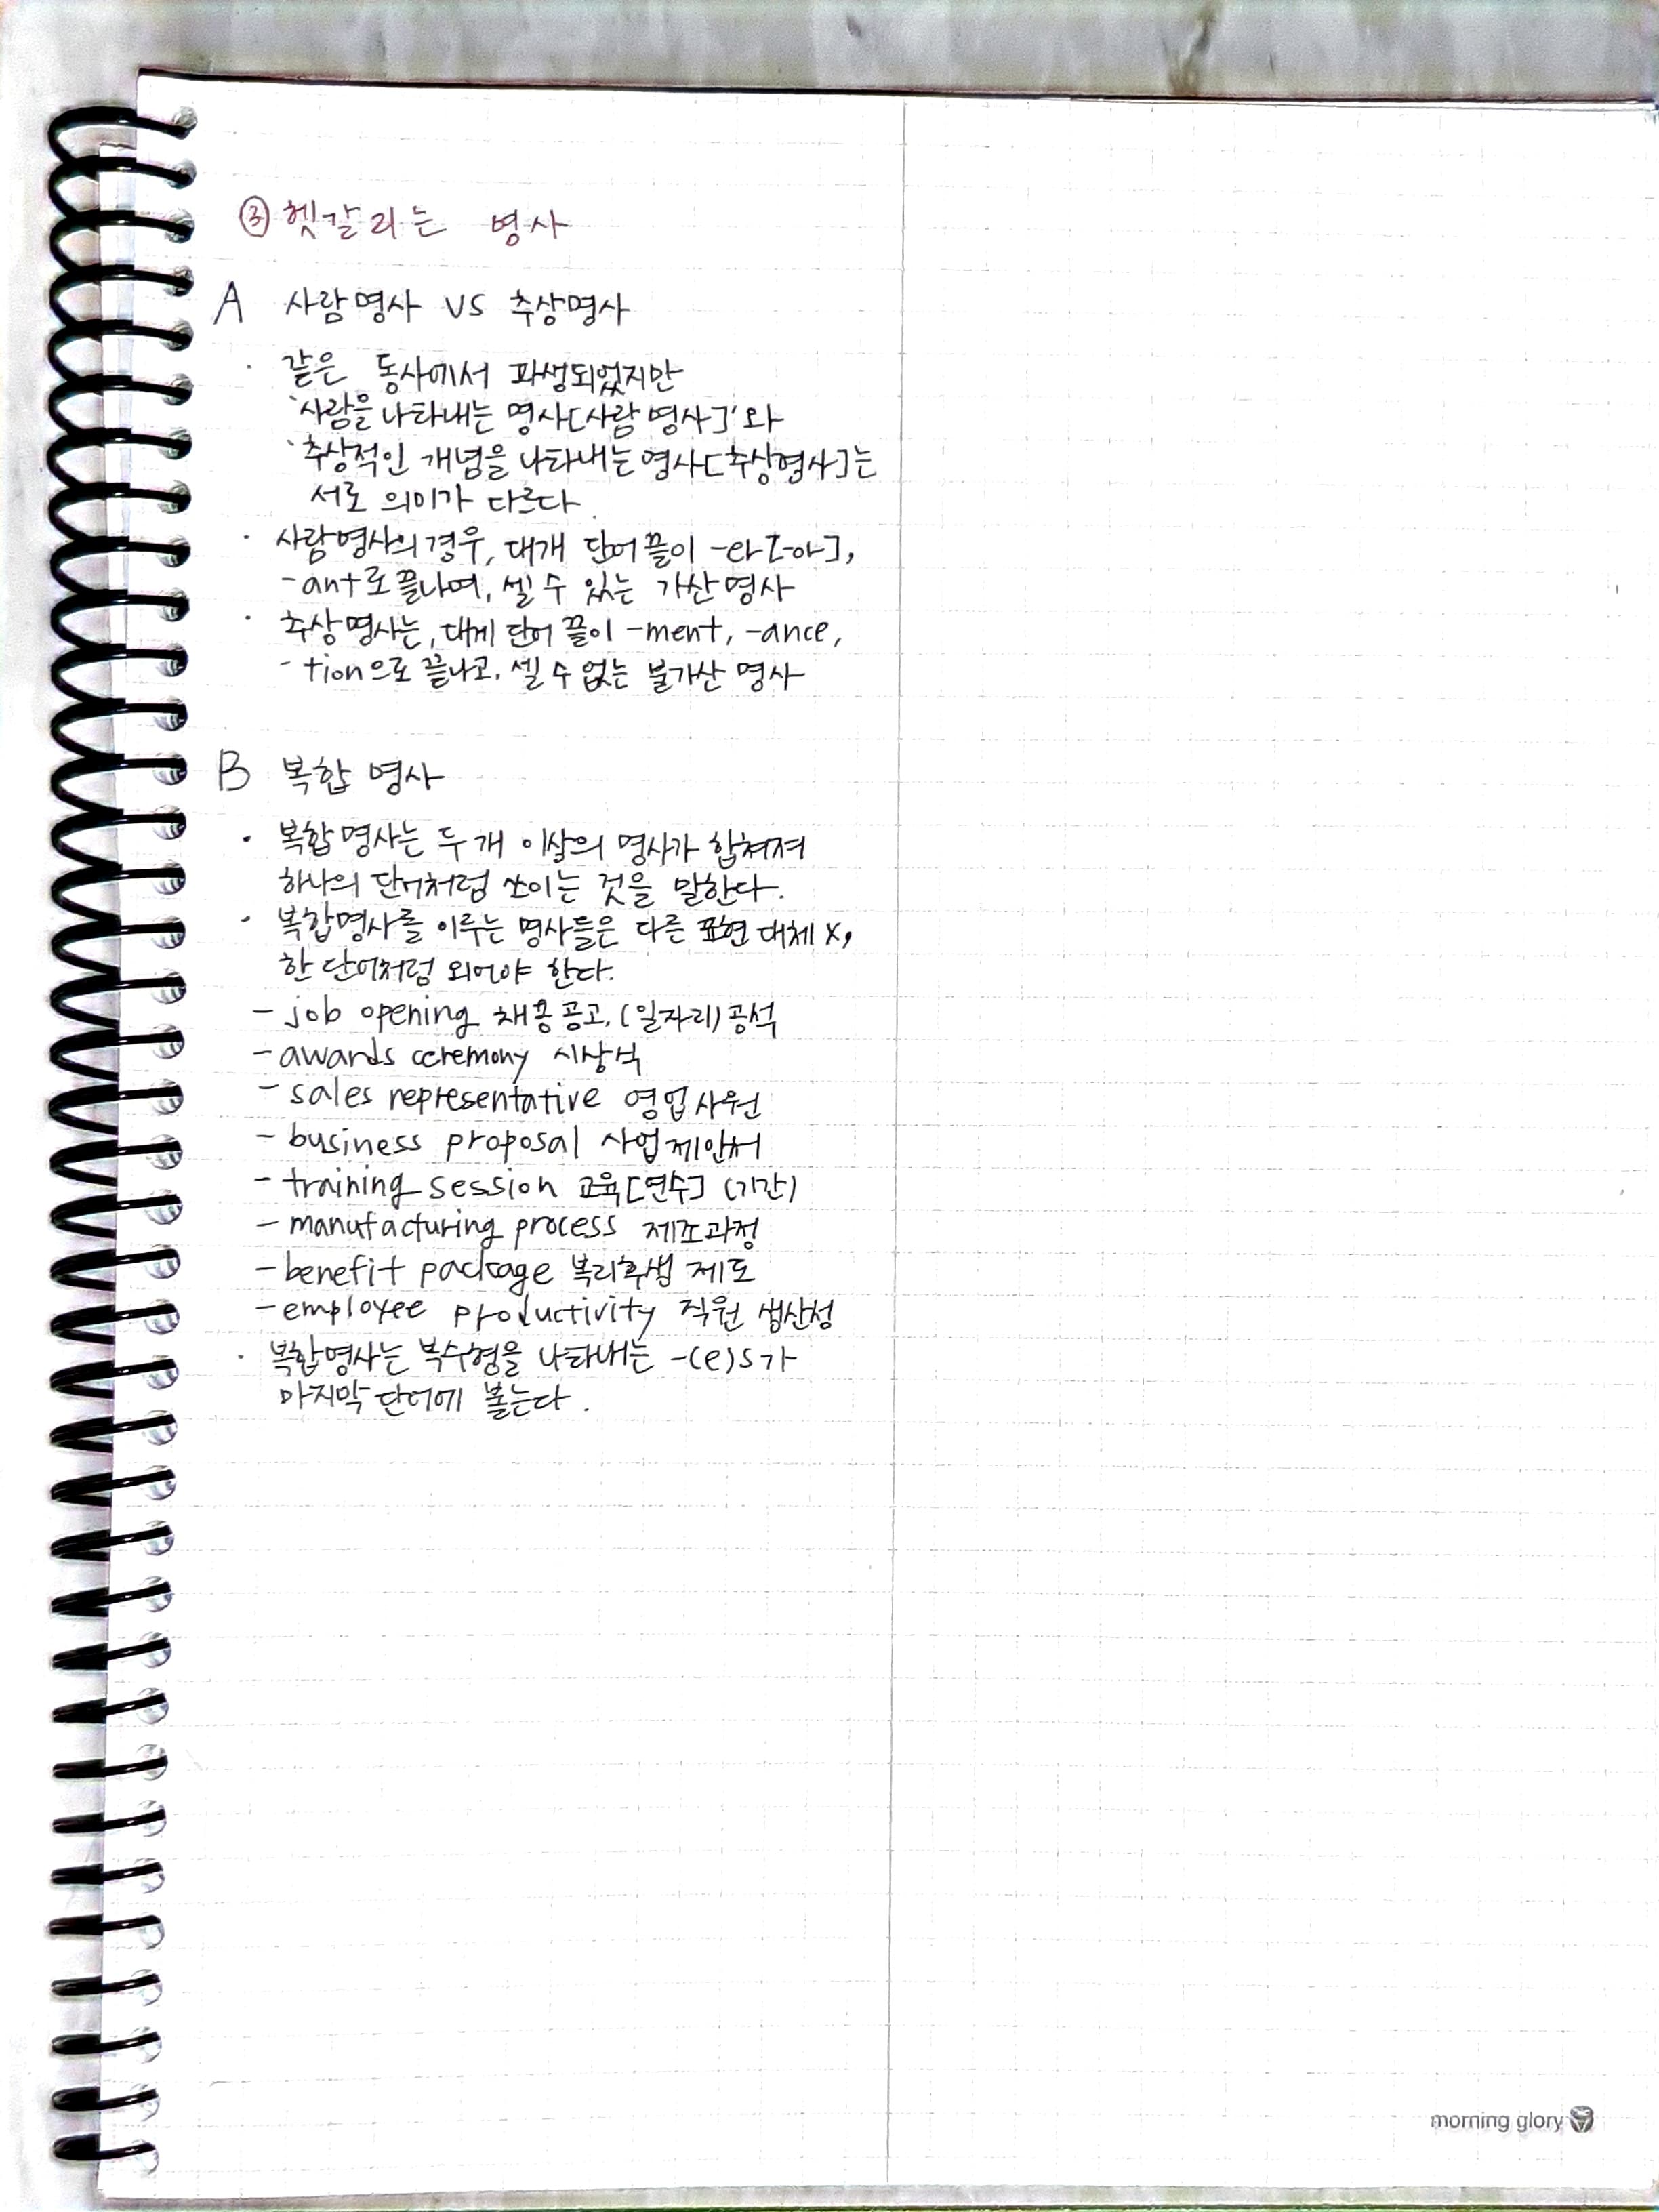 ③ 헷갈리는 명사
A 사람명사 VS 추상명사
· 같은 동사에서 파생되었지만
'사람을 나타내는 명사[사람명사]'와
'추상적인 개념을 나타내는 명사[추상명사]는
서로 의미가 다르다.
· 사람명사의 경우, 대개 단어 끝이 -er[-or],
-ant로 끝나며, 셀 수 있는 가산명사
· 추상명사는, 대게 단어 끝이 -ment, -ance,
-tion으로 끝나고, 셀 수 없는 불가산 명사
B 복합 명사
· 복합명사는 두 개 이상의 명사가 합쳐져
하나의 단어처럼 쓰이는 것을 말한다.
· 복합명사를 이루는 명사들은 다른 표현 대체 X,
한 단어처럼 외어야 한다.
- job opening 채용공고, (일자리)공석
- awards ceremony 시상식
- sales representative 영업사원
- business proposal 사업제안서
- training session 교육[연수] (기간)
- manufacturing process 제조과정
- benefit package 복리후생 제도
- employee productivity 직원 생산성
· 복합명사는 복수형을 나타내는 -(e)s가
마지막 단어에 붙는다.
morning glory